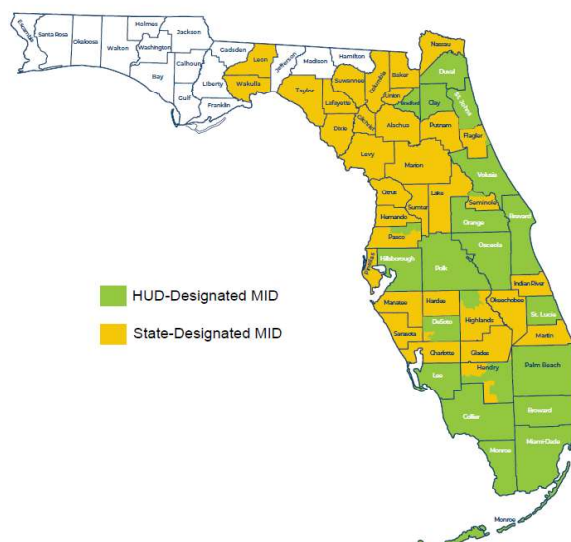 Escambia
Santa Rosa
Okaloosa
Walton
Holmes
Washington
Bay
Jackson
Calhoun
Gulf
Gadsden
Liberty
Franklin
Leon
Wakulla
Jefferson
Madison
Taylor
Hamilton
Suwannee
Lafayette
Dixie
Columbia
Gilchrist
Levy
Baker
Union
Bradford
Alachua
Nassau
Duval
Clay
St. Johns
Putnam
Flagler
Marion
Volusia
Citrus
Sumter
Lake
Seminole
Hernando
Orange
Brevard
Pasco
Osceola
Pinellas
Hillsborough
Polk
Indian River
HUD-Designated MID
Manatee
Hardee
Okeechobee
St. Lucie
DeSoto
Highlands
State-Designated MID
Sarasota
Martin
Charlotte
Glades
Lee
Hendry
Palm Beach
Collier
Broward
Monroe
Miami-Dade
Monroe